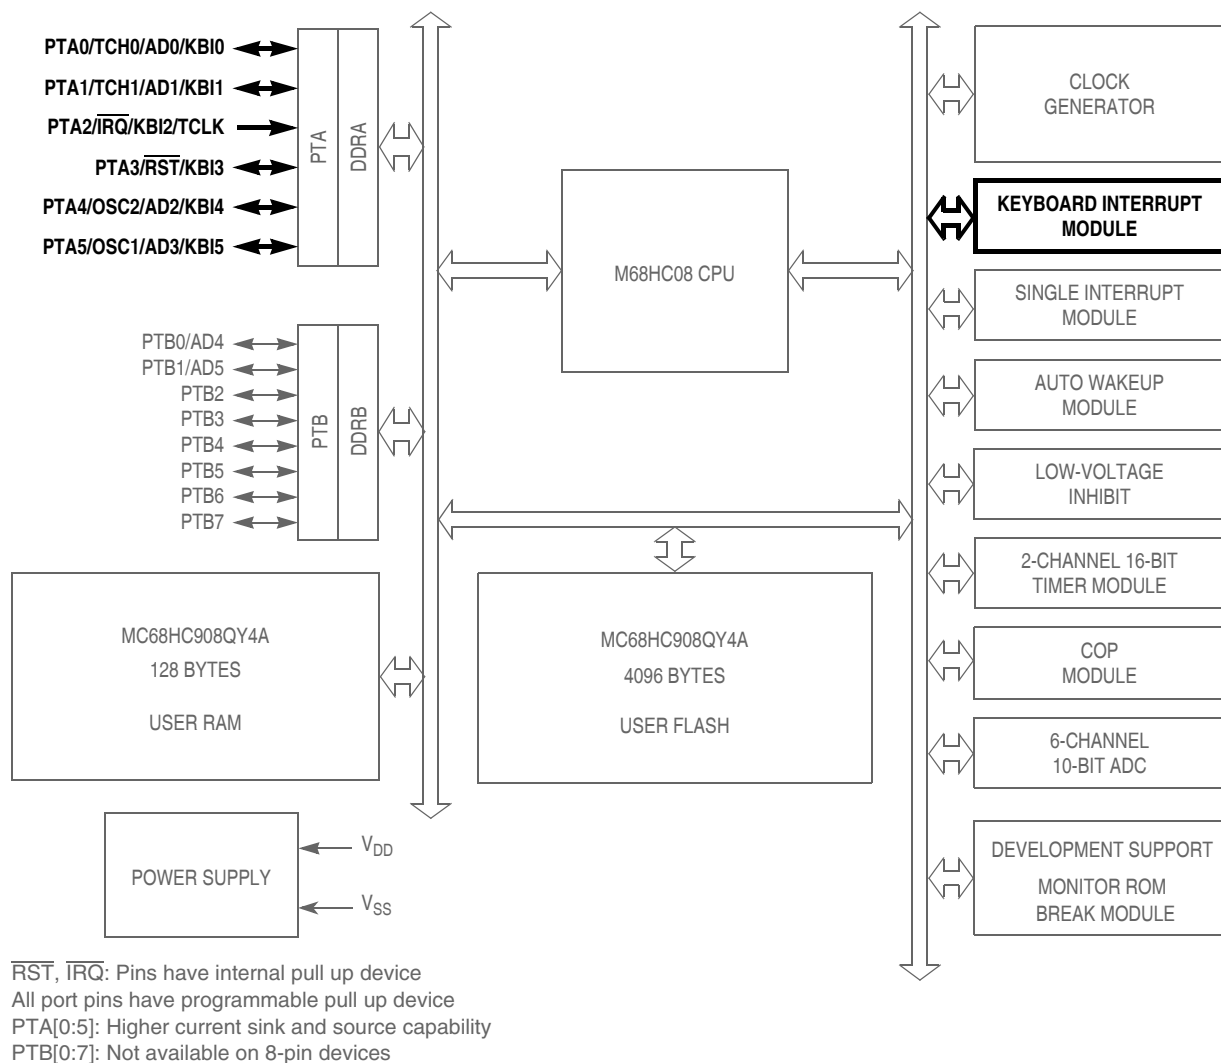 PTA0/TCH0/AD0/KBI0
PTA1/TCH1/AD1/KBI1
PTA2/I̅R̅Q̅/KBI2/TCLK
PTA3/R̅S̅T̅/KBI3
PTA4/OSC2/AD2/KBI4
PTA5/OSC1/AD3/KBI5
PTA
DDRA
PTB0/AD4
PTB1/AD5
PTB2
PTB3
PTB4
PTB5
PTB6
PTB7
PTB
DDRB
M68HC08 CPU
MC68HC908QY4A
128 BYTES
USER RAM
MC68HC908QY4A
4096 BYTES
USER FLASH
POWER SUPPLY
VDD
VSS
CLOCK
GENERATOR
KEYBOARD INTERRUPT
MODULE
SINGLE INTERRUPT
MODULE
AUTO WAKEUP
MODULE
LOW-VOLTAGE
INHIBIT
2-CHANNEL 16-BIT
TIMER MODULE
COP
MODULE
6-CHANNEL
10-BIT ADC
DEVELOPMENT SUPPORT
MONITOR ROM
BREAK MODULE
R̅S̅T̅, I̅R̅Q̅: Pins have internal pull up device
All port pins have programmable pull up device
PTA[0:5]: Higher current sink and source capability
PTB[0:7]: Not available on 8-pin devices